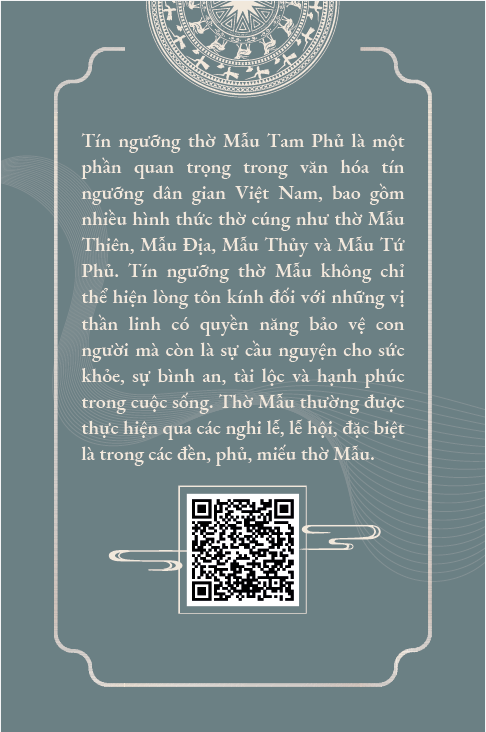 Tín ngưỡng thờ Mẫu Tam Phủ là một
phần quan trọng trong văn hóa tín
ngưỡng dân gian Việt Nam, bao gồm
nhiều hình thức thờ cúng như thờ Mẫu
Thiên, Mẫu Địa, Mẫu Thủy và Mẫu Tứ
Phủ. Tín ngưỡng thờ Mẫu không chỉ
thể hiện lòng tôn kính đối với những vị
thần linh có quyền năng bảo vệ con
người mà còn là sự cầu nguyện cho sức
khỏe, sự bình an, tài lộc và hạnh phúc
trong cuộc sống. Thờ Mẫu thường được
thực hiện qua các nghi lễ, lễ hội, đặc biệt
là trong các đền, phủ, miếu thờ Mẫu.